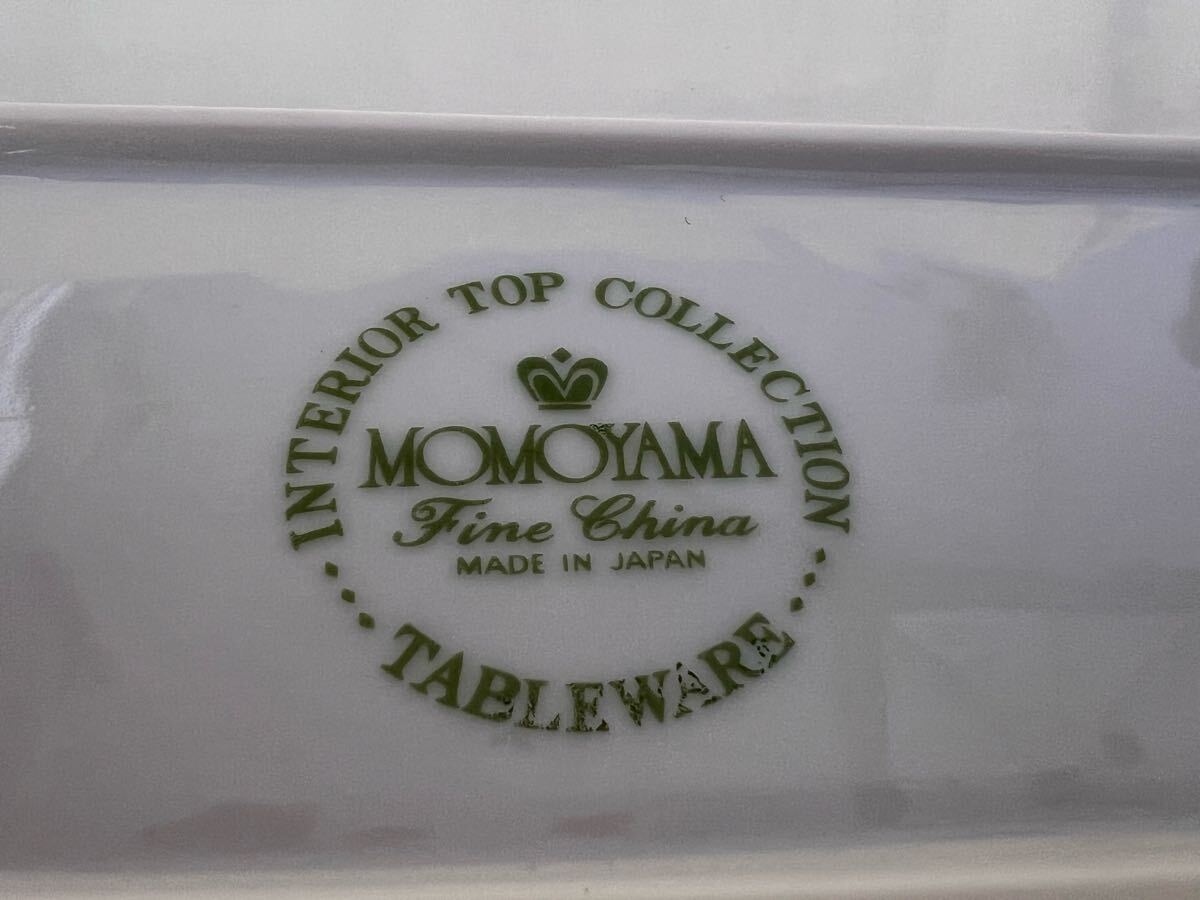 INTERIOR TOP COLLECTION
MOMOYAMA
Fine China
MADE IN JAPAN
TABLEWARE